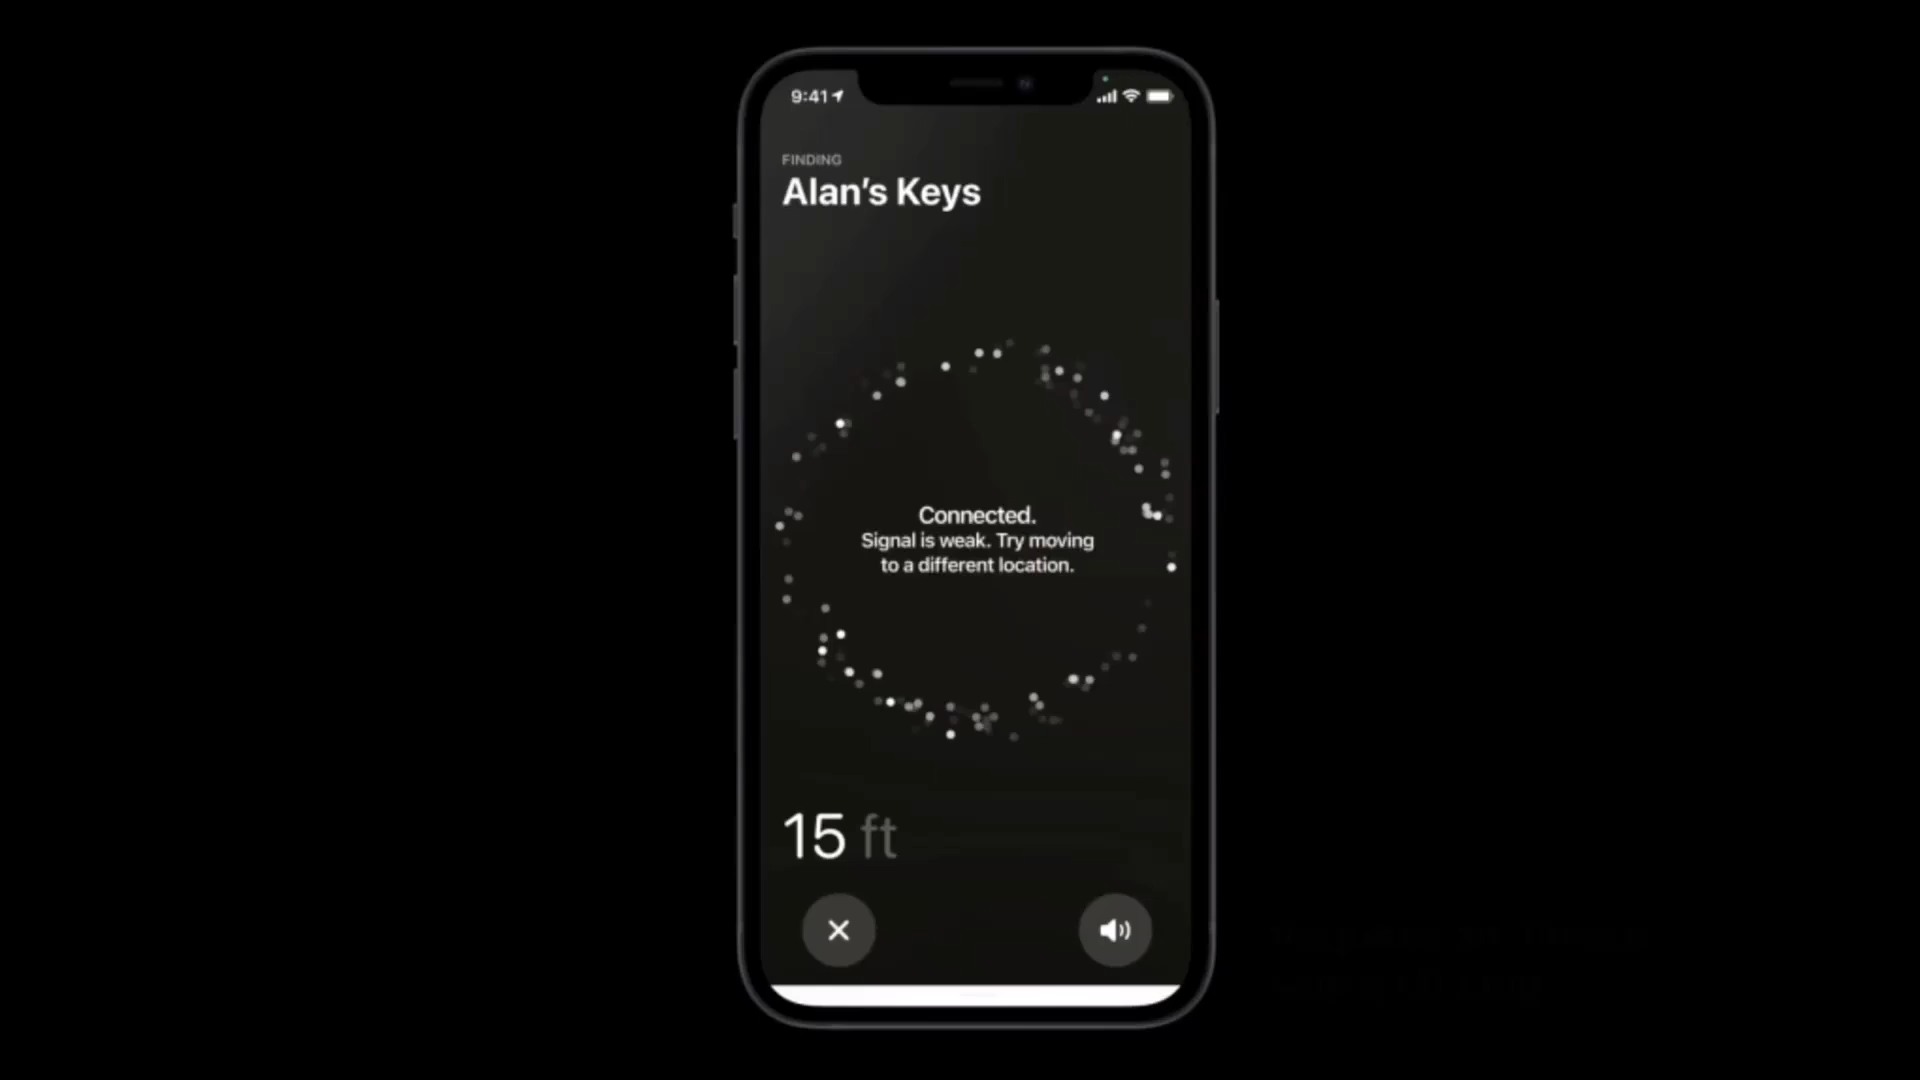 9:41
FINDING
Alan's Keys
Connected.
Signal is weak. Try moving
to a different location.
15 ft